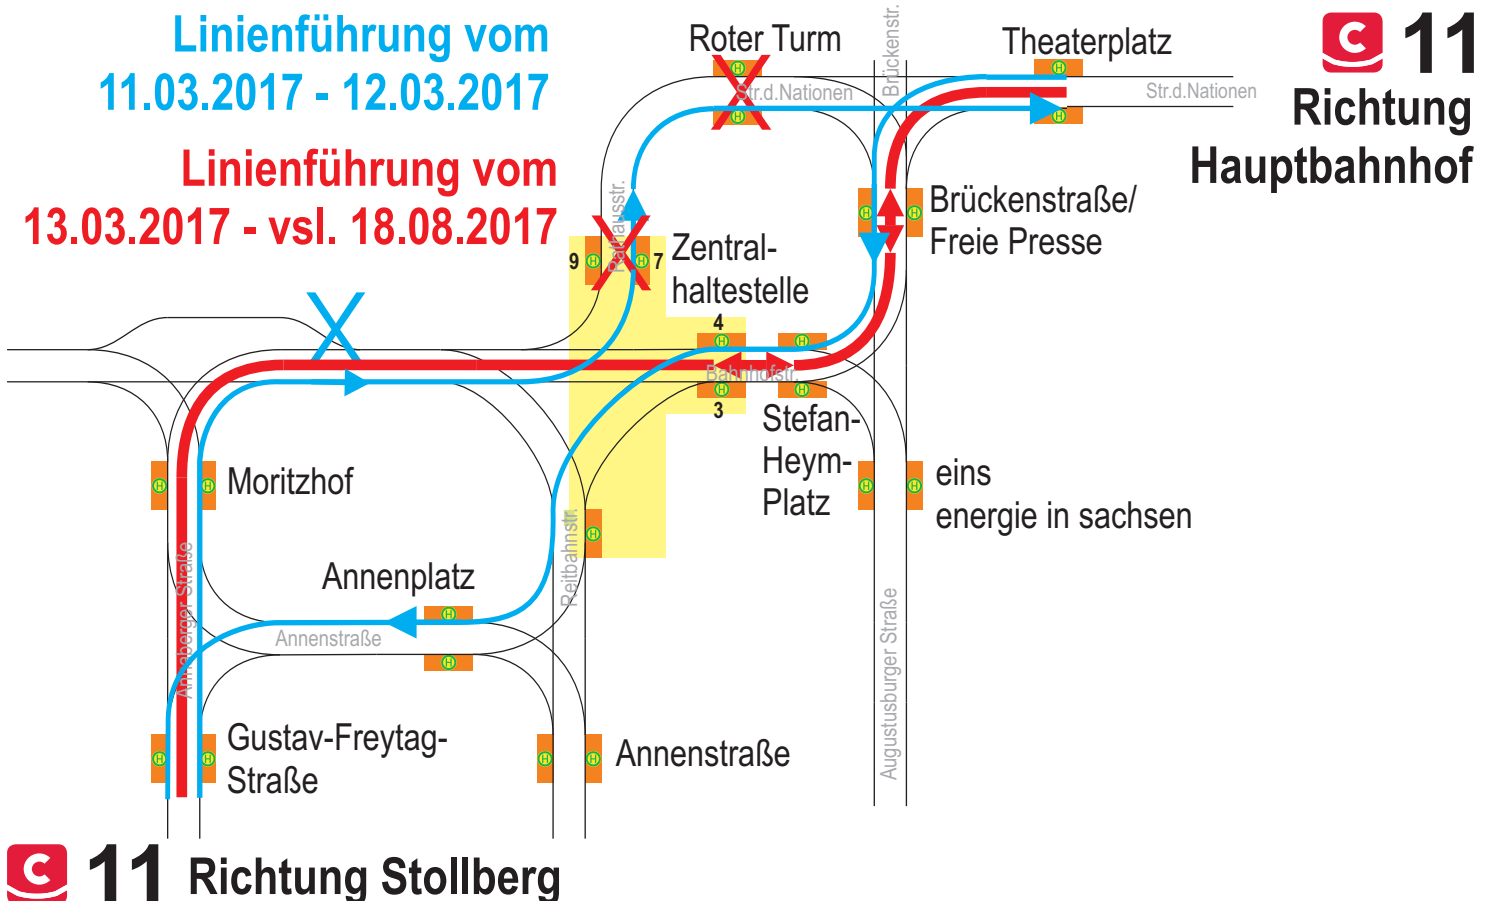 Linienführung vom
11.03.2017 - 12.03.2017
Linienführung vom
13.03.2017 - vsl. 18.08.2017
Roter Turm
H
Str.d.Nationen
H
Brückenstr.
Theaterplatz
H
Str.d.Nationen
H
C 11
Richtung
Hauptbahnhof
Rathausstr.
9 H
H 7
Zentral-
haltestelle
H
H
Brückenstraße/
Freie Presse
4
H
H
Bahnhofstr.
H
3
H
Stefan-
Heym-
Platz
H
H
Moritzhof
H
H
eins
energie in sachsen
Reitbahnstr.
H
Annaberger Straße
Annenplatz
H
Annenstraße
H
Augustusburger Straße
H
H
Gustav-Freytag-
Straße
H
H
Annenstraße
C 11 Richtung Stollberg